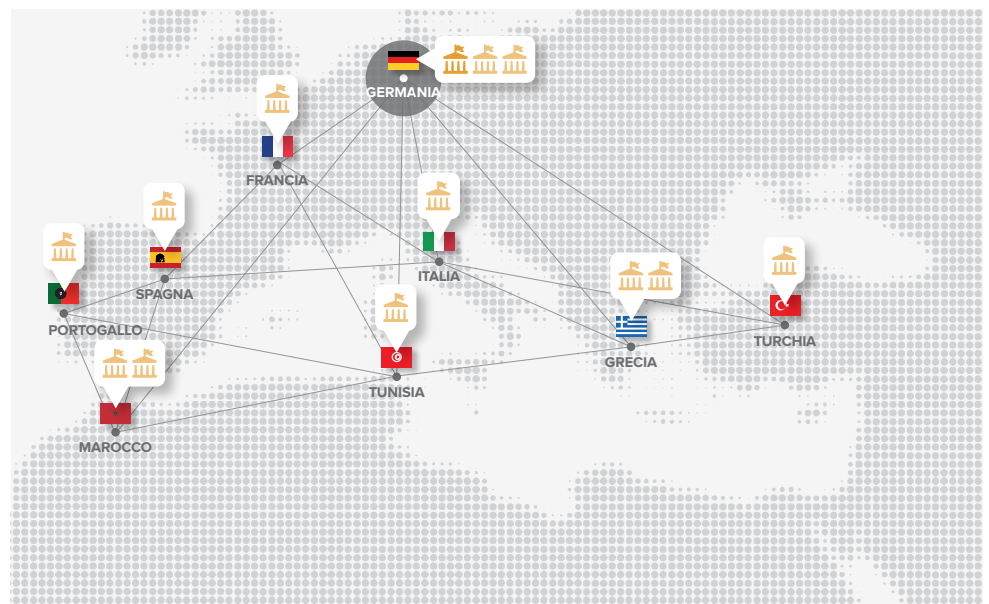 GERMANIA
FRANCIA
ITALIA
SPAGNA
PORTOGALLO
TURCHIA
GRECIA
TUNISIA
MAROCCO